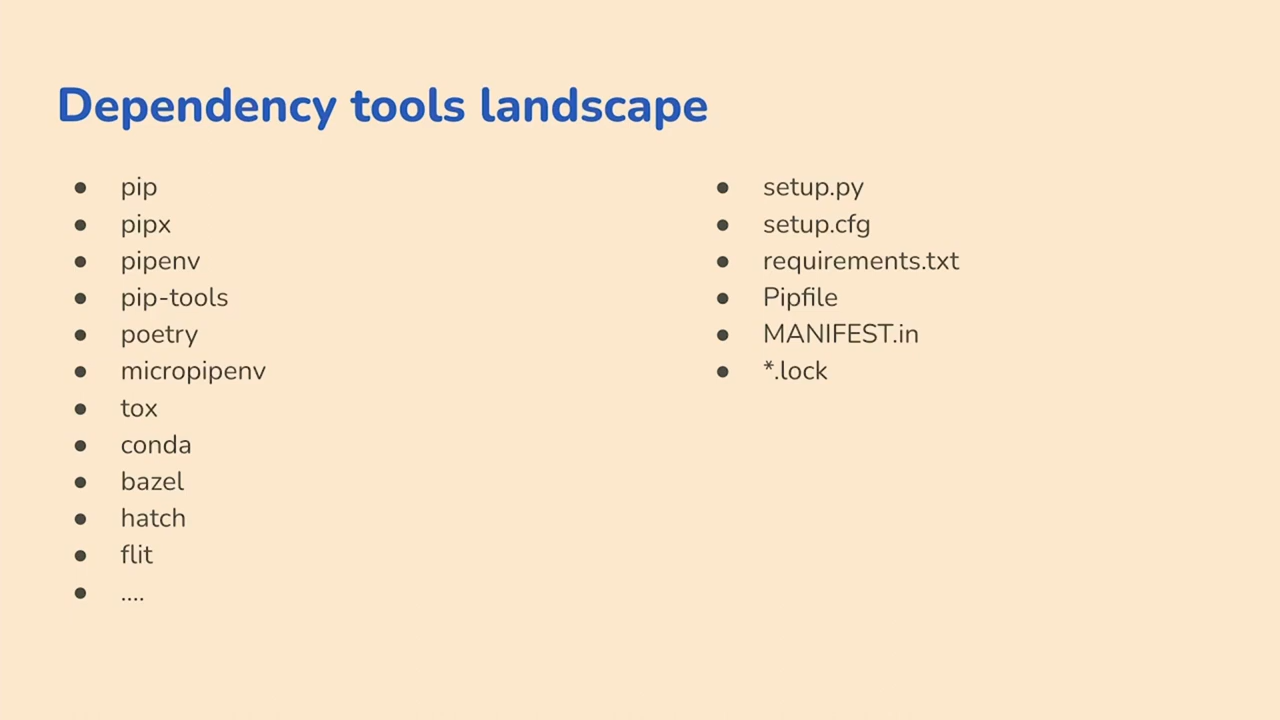 Dependency tools landscape
● pip
● pipx
● pipenv
● pip-tools
● poetry
● micropipenv
● tox
● conda
● bazel
● hatch
● flit
● ....
● setup.py
● setup.cfg
● requirements.txt
● Pipfile
● MANIFEST.in
● *.lock